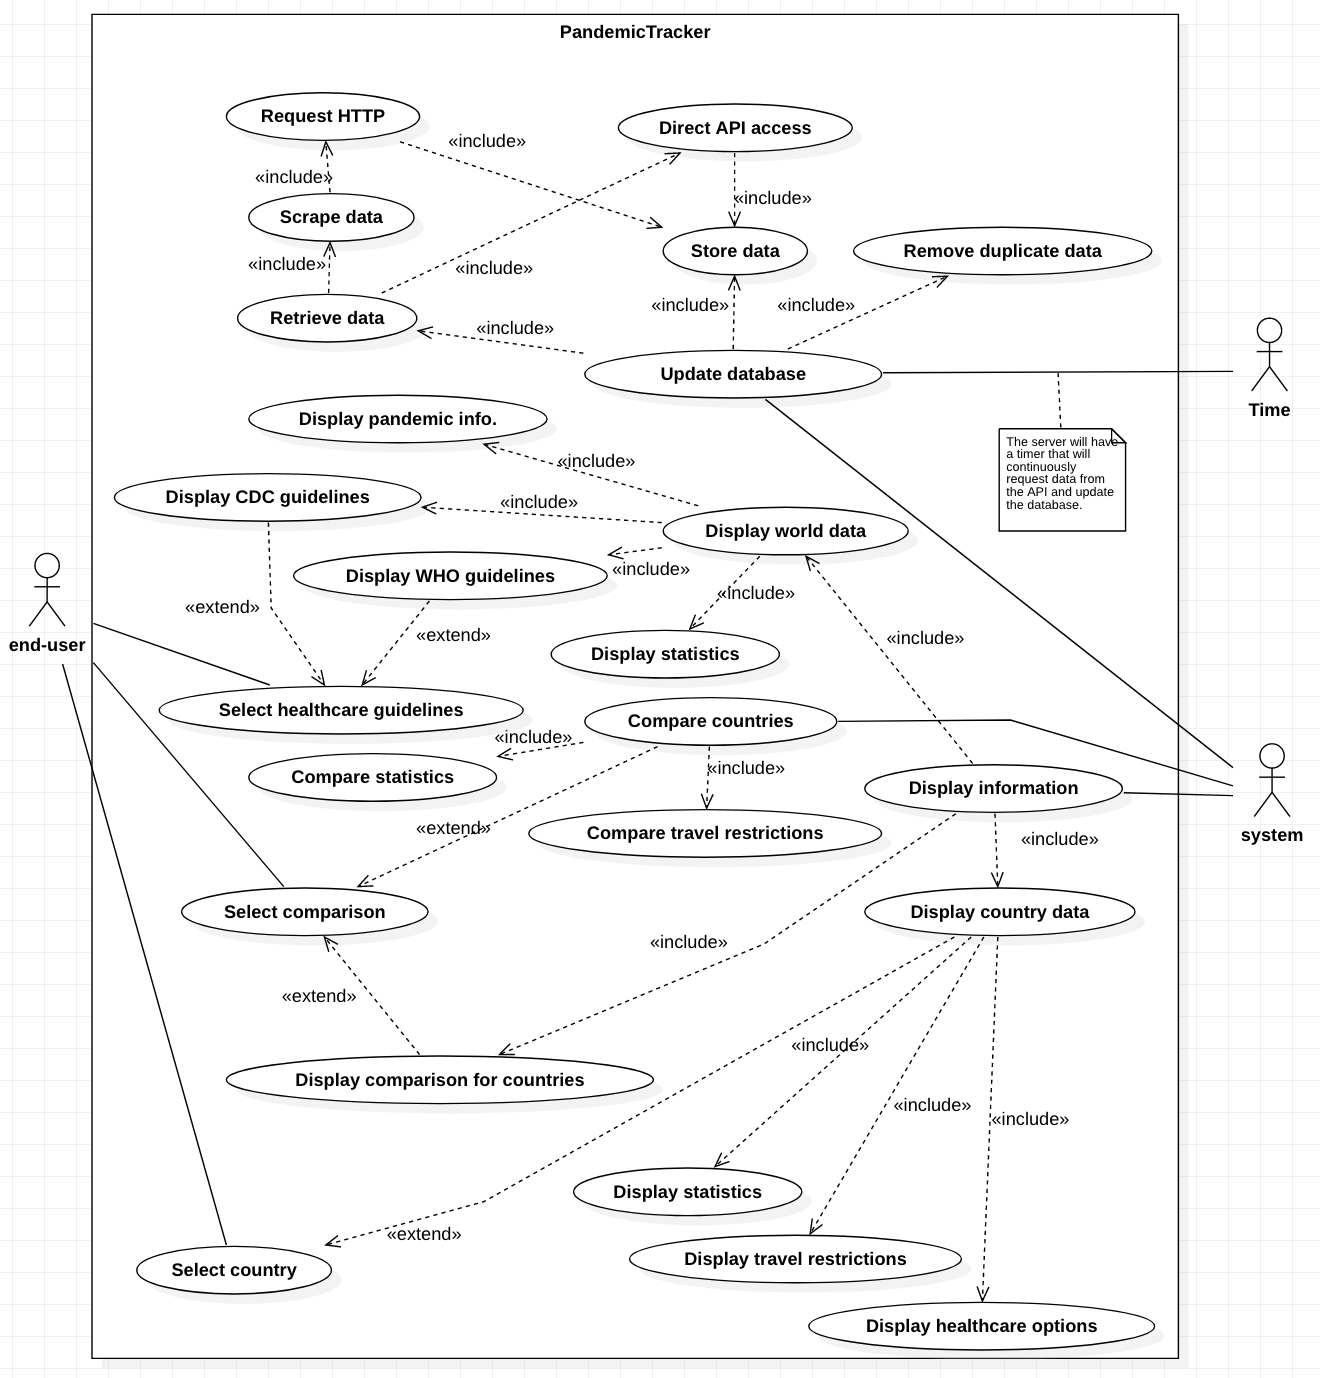 PandemicTracker
Request HTTP
Direct API access
«include»
«include»
Scrape data
«include»
Store data
Remove duplicate data
«include»
«include»
Retrieve data
«include»
«include»
«include»
Update database
Time
Display pandemic info.
The server will have
a timer that will
continuously
request data from
the API and update
the database.
«include»
Display CDC guidelines
«include»
Display world data
Display WHO guidelines
«include»
«include»
«extend»
«extend»
«include»
end-user
Display statistics
Select healthcare guidelines
Compare countries
«include»
«include»
Compare statistics
Display information
«extend»
Compare travel restrictions
system
«include»
Select comparison
Display country data
«include»
«extend»
«include»
Display comparison for countries
«include»
«include»
Display statistics
«extend»
Display travel restrictions
Select country
Display healthcare options